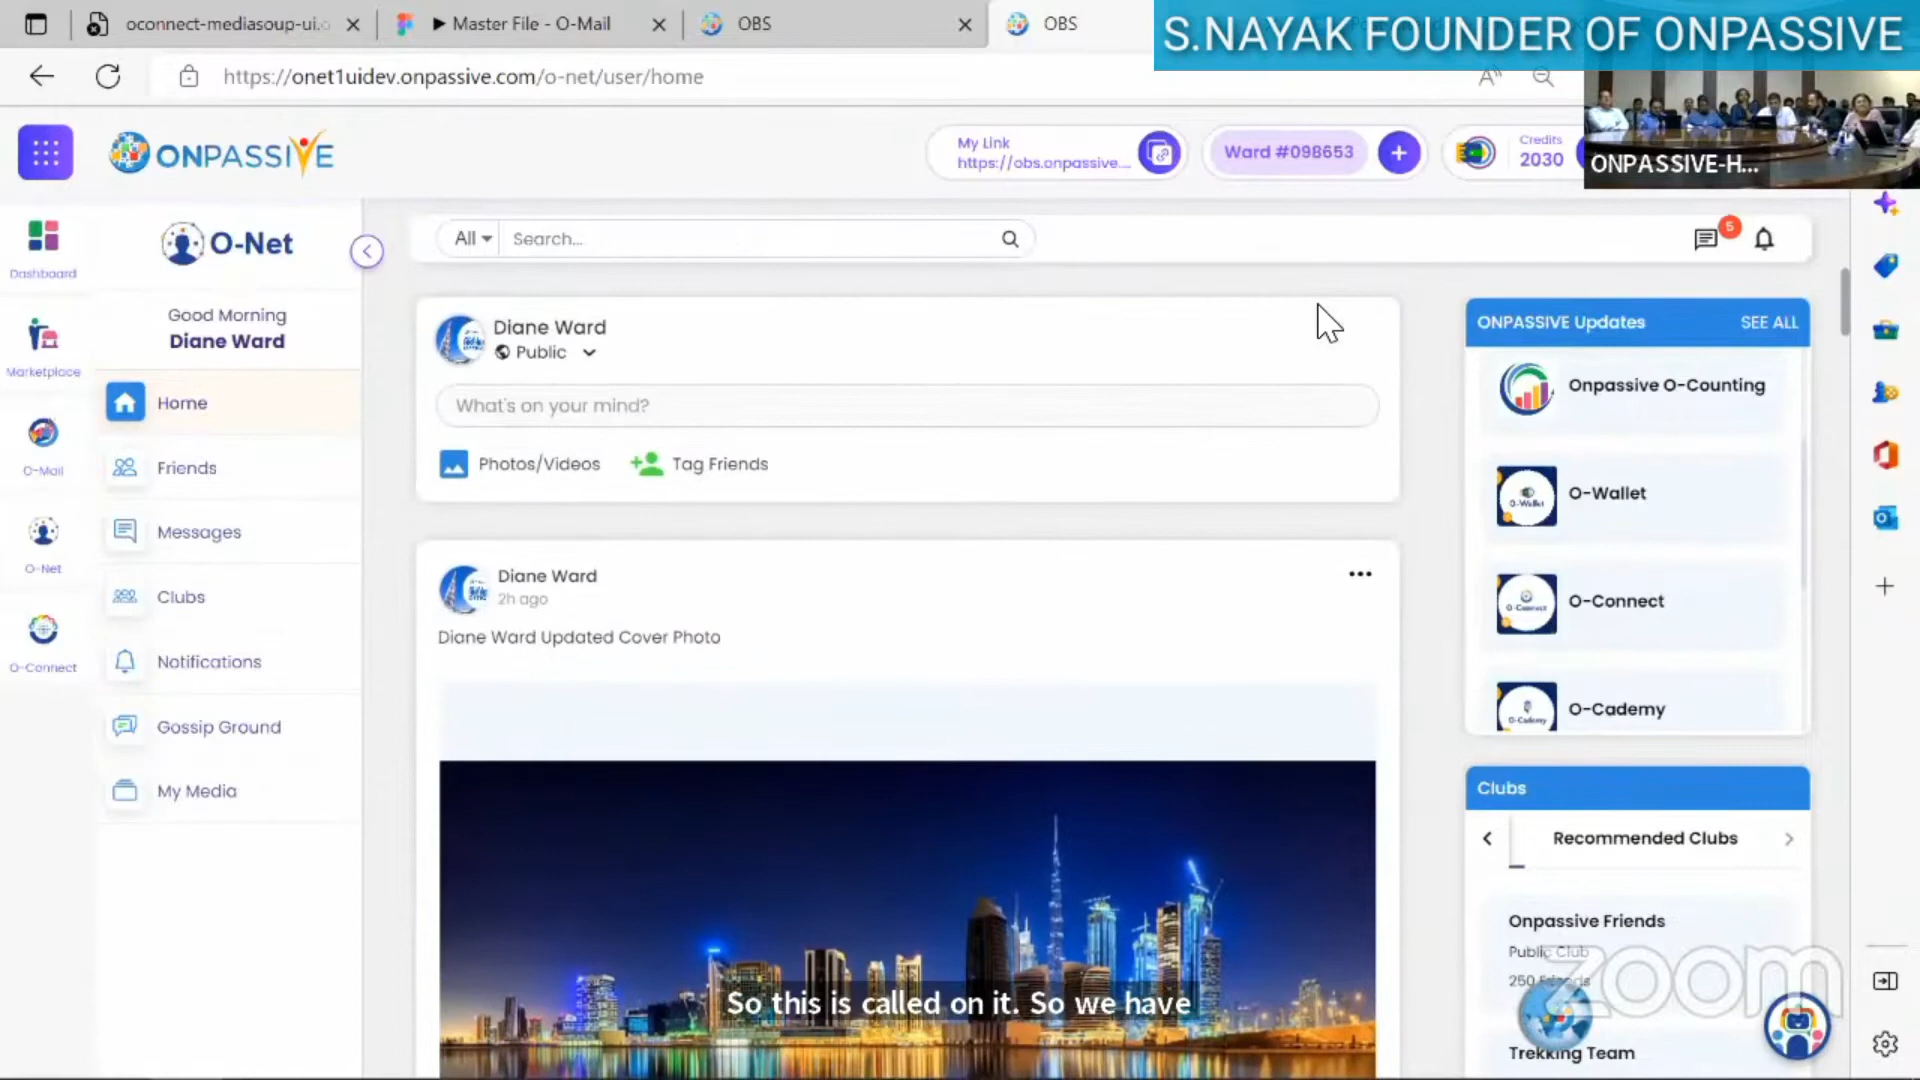 oconnect-mediasoup-ui.o
Master File - O-Mail
OBS
OBS
S.NAYAK FOUNDER OF ONPASSIVE
https://onet1uidev.onpassive.com/o-net/user/home
ONPASSIVE
My Link
https://obs.onpassive....
Ward #098653
Credits
2030
ONPASSIVE-H...
Dashboard
Marketplace
O-Mail
O-Net
O-Connect
O-Net
Good Morning
Diane Ward
Home
Friends
Messages
Clubs
Notifications
Gossip Ground
My Media
All
Search...
5
Diane Ward
Public
What's on your mind?
Photos/Videos
Tag Friends
Diane Ward
2h ago
Diane Ward Updated Cover Photo
So this is called on it. So we have
ONPASSIVE Updates
SEE ALL
Onpassive O-Counting
O-Wallet
O-Wallet
O-Connect
O-Connect
O-Cademy
O-Cademy
Clubs
Recommended Clubs
Onpassive Friends
Public Club
250 Friends
zoom
Trekking Team